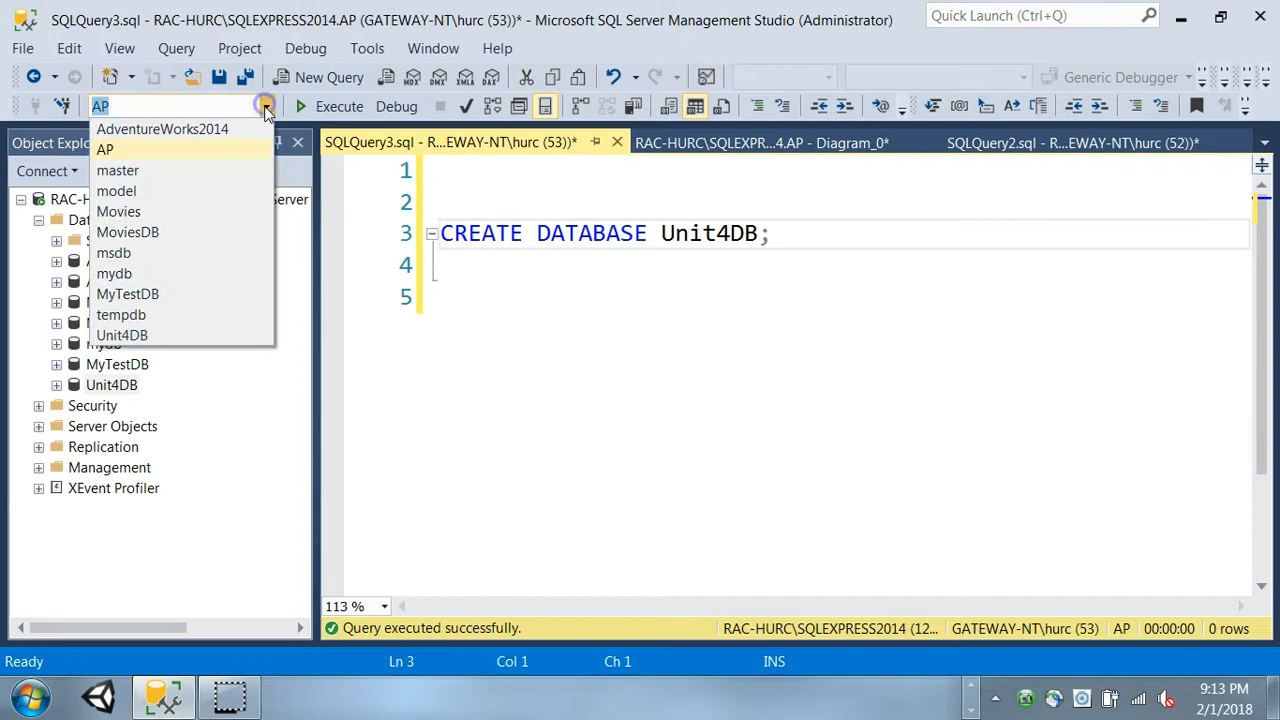 SQLQuery3.sql - RAC-HURC\SQLEXPRESS2014.AP (GATEWAY-NT\hurc (53))* - Microsoft SQL Server Management Studio (Administrator)
Quick Launch (Ctrl+Q)
File Edit View Query Project Debug Tools Window Help
New Query
MDX DMX XMLA DAX
Generic Debugger
AP
Execute Debug
AdventureWorks2014
AP
master
model
Movies
MoviesDB
msdb
mydb
MyTestDB
tempdb
Unit4DB
Object Explo
Connect
RAC-H
Server
Dat
mydb
MyTestDB
Unit4DB
Security
Server Objects
Replication
Management
XEvent Profiler
SQLQuery3.sql - R...EWAY-NT\hurc (53))*
RAC-HURC\SQLEXPR...4.AP - Diagram_0*
SQLQuery2.sql - R...EWAY-NT\hurc (52))*
1
2
3 CREATE DATABASE Unit4DB;
4
5
113 %
Query executed successfully.
RAC-HURC\SQLEXPRESS2014 (12... GATEWAY-NT\hurc (53) AP 00:00:00 0 rows
Ready Ln 3 Col 1 Ch 1 INS
9:13 PM
2/1/2018